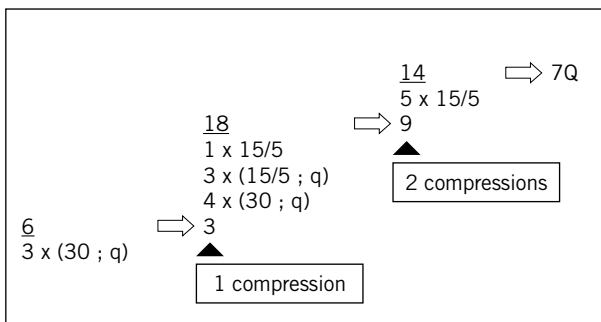 6
3 x (30 ; q)
18
1 x 15/5
3 x (15/5 ; q)
4 x (30 ; q)
3
1 compression
14
5 x 15/5
9
2 compressions
7Q